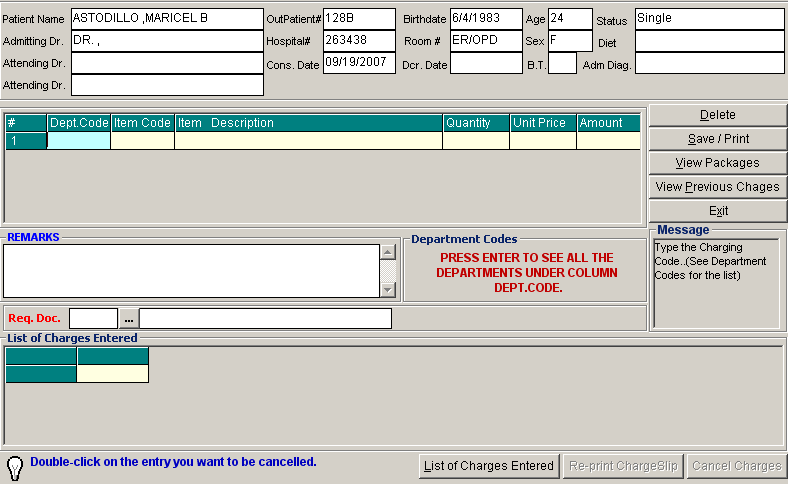 Patient Name ASTODILLO ,MARICEL B OutPatient# 128B Birthdate 6/4/1983 Age 24 Status Single
Admitting Dr. DR. , Hospital# 263438 Room # ER/OPD Sex F Diet
Attending Dr. Cons. Date 09/19/2007 Dcr. Date B.T. Adm Diag.
Attending Dr.
# Dept.Code Item Code Item Description Quantity Unit Price Amount
1
Delete
Save / Print
View Packages
View Previous Chages
Exit
REMARKS
Department Codes
PRESS ENTER TO SEE ALL THE
DEPARTMENTS UNDER COLUMN
DEPT.CODE.
Message
Type the Charging
Code..(See Department
Codes for the list)
Req. Doc. ...
List of Charges Entered
Double-click on the entry you want to be cancelled.
List of Charges Entered Re-print ChargeSlip Cancel Charges